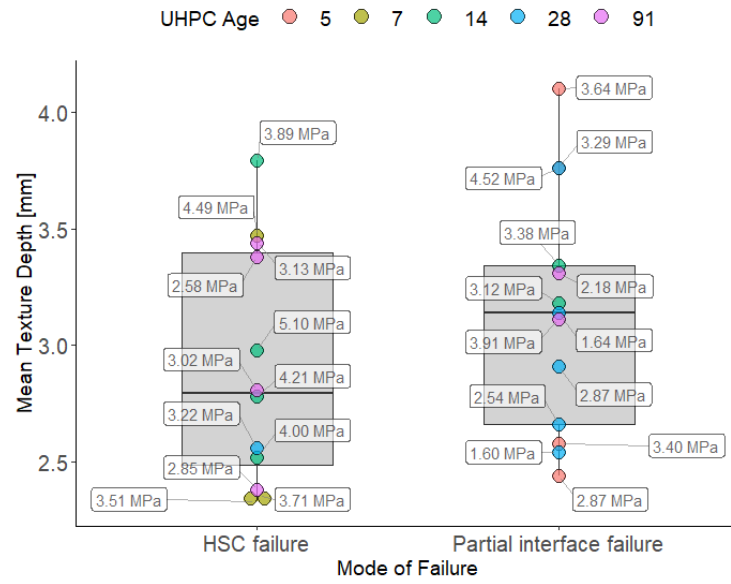 UHPC Age 5 7 14 28 91
Mean Texture Depth [mm]
4.0
3.5
3.0
2.5
3.89 MPa
4.49 MPa
3.13 MPa
2.58 MPa
5.10 MPa
3.02 MPa
4.21 MPa
3.22 MPa
4.00 MPa
2.85 MPa
3.51 MPa
3.71 MPa
3.64 MPa
3.29 MPa
4.52 MPa
3.38 MPa
2.18 MPa
3.12 MPa
3.91 MPa
1.64 MPa
2.87 MPa
2.54 MPa
3.40 MPa
1.60 MPa
2.87 MPa
HSC failure
Partial interface failure
Mode of Failure